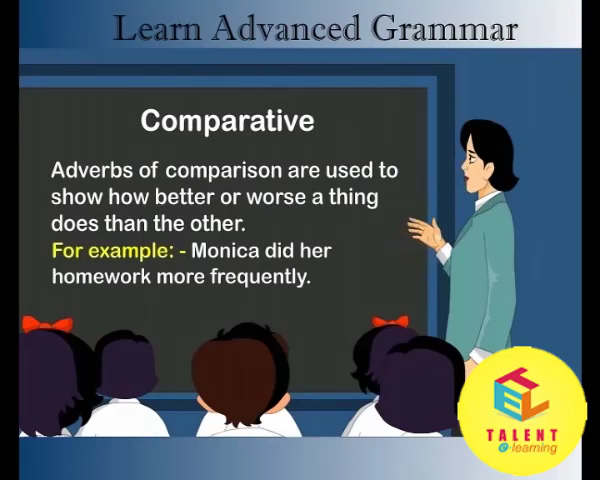 Learn Advanced Grammar
Comparative
Adverbs of comparison are used to
show how better or worse a thing
does than the other.
For example: - Monica did her
homework more frequently.
TEL
TALENT
e-learning